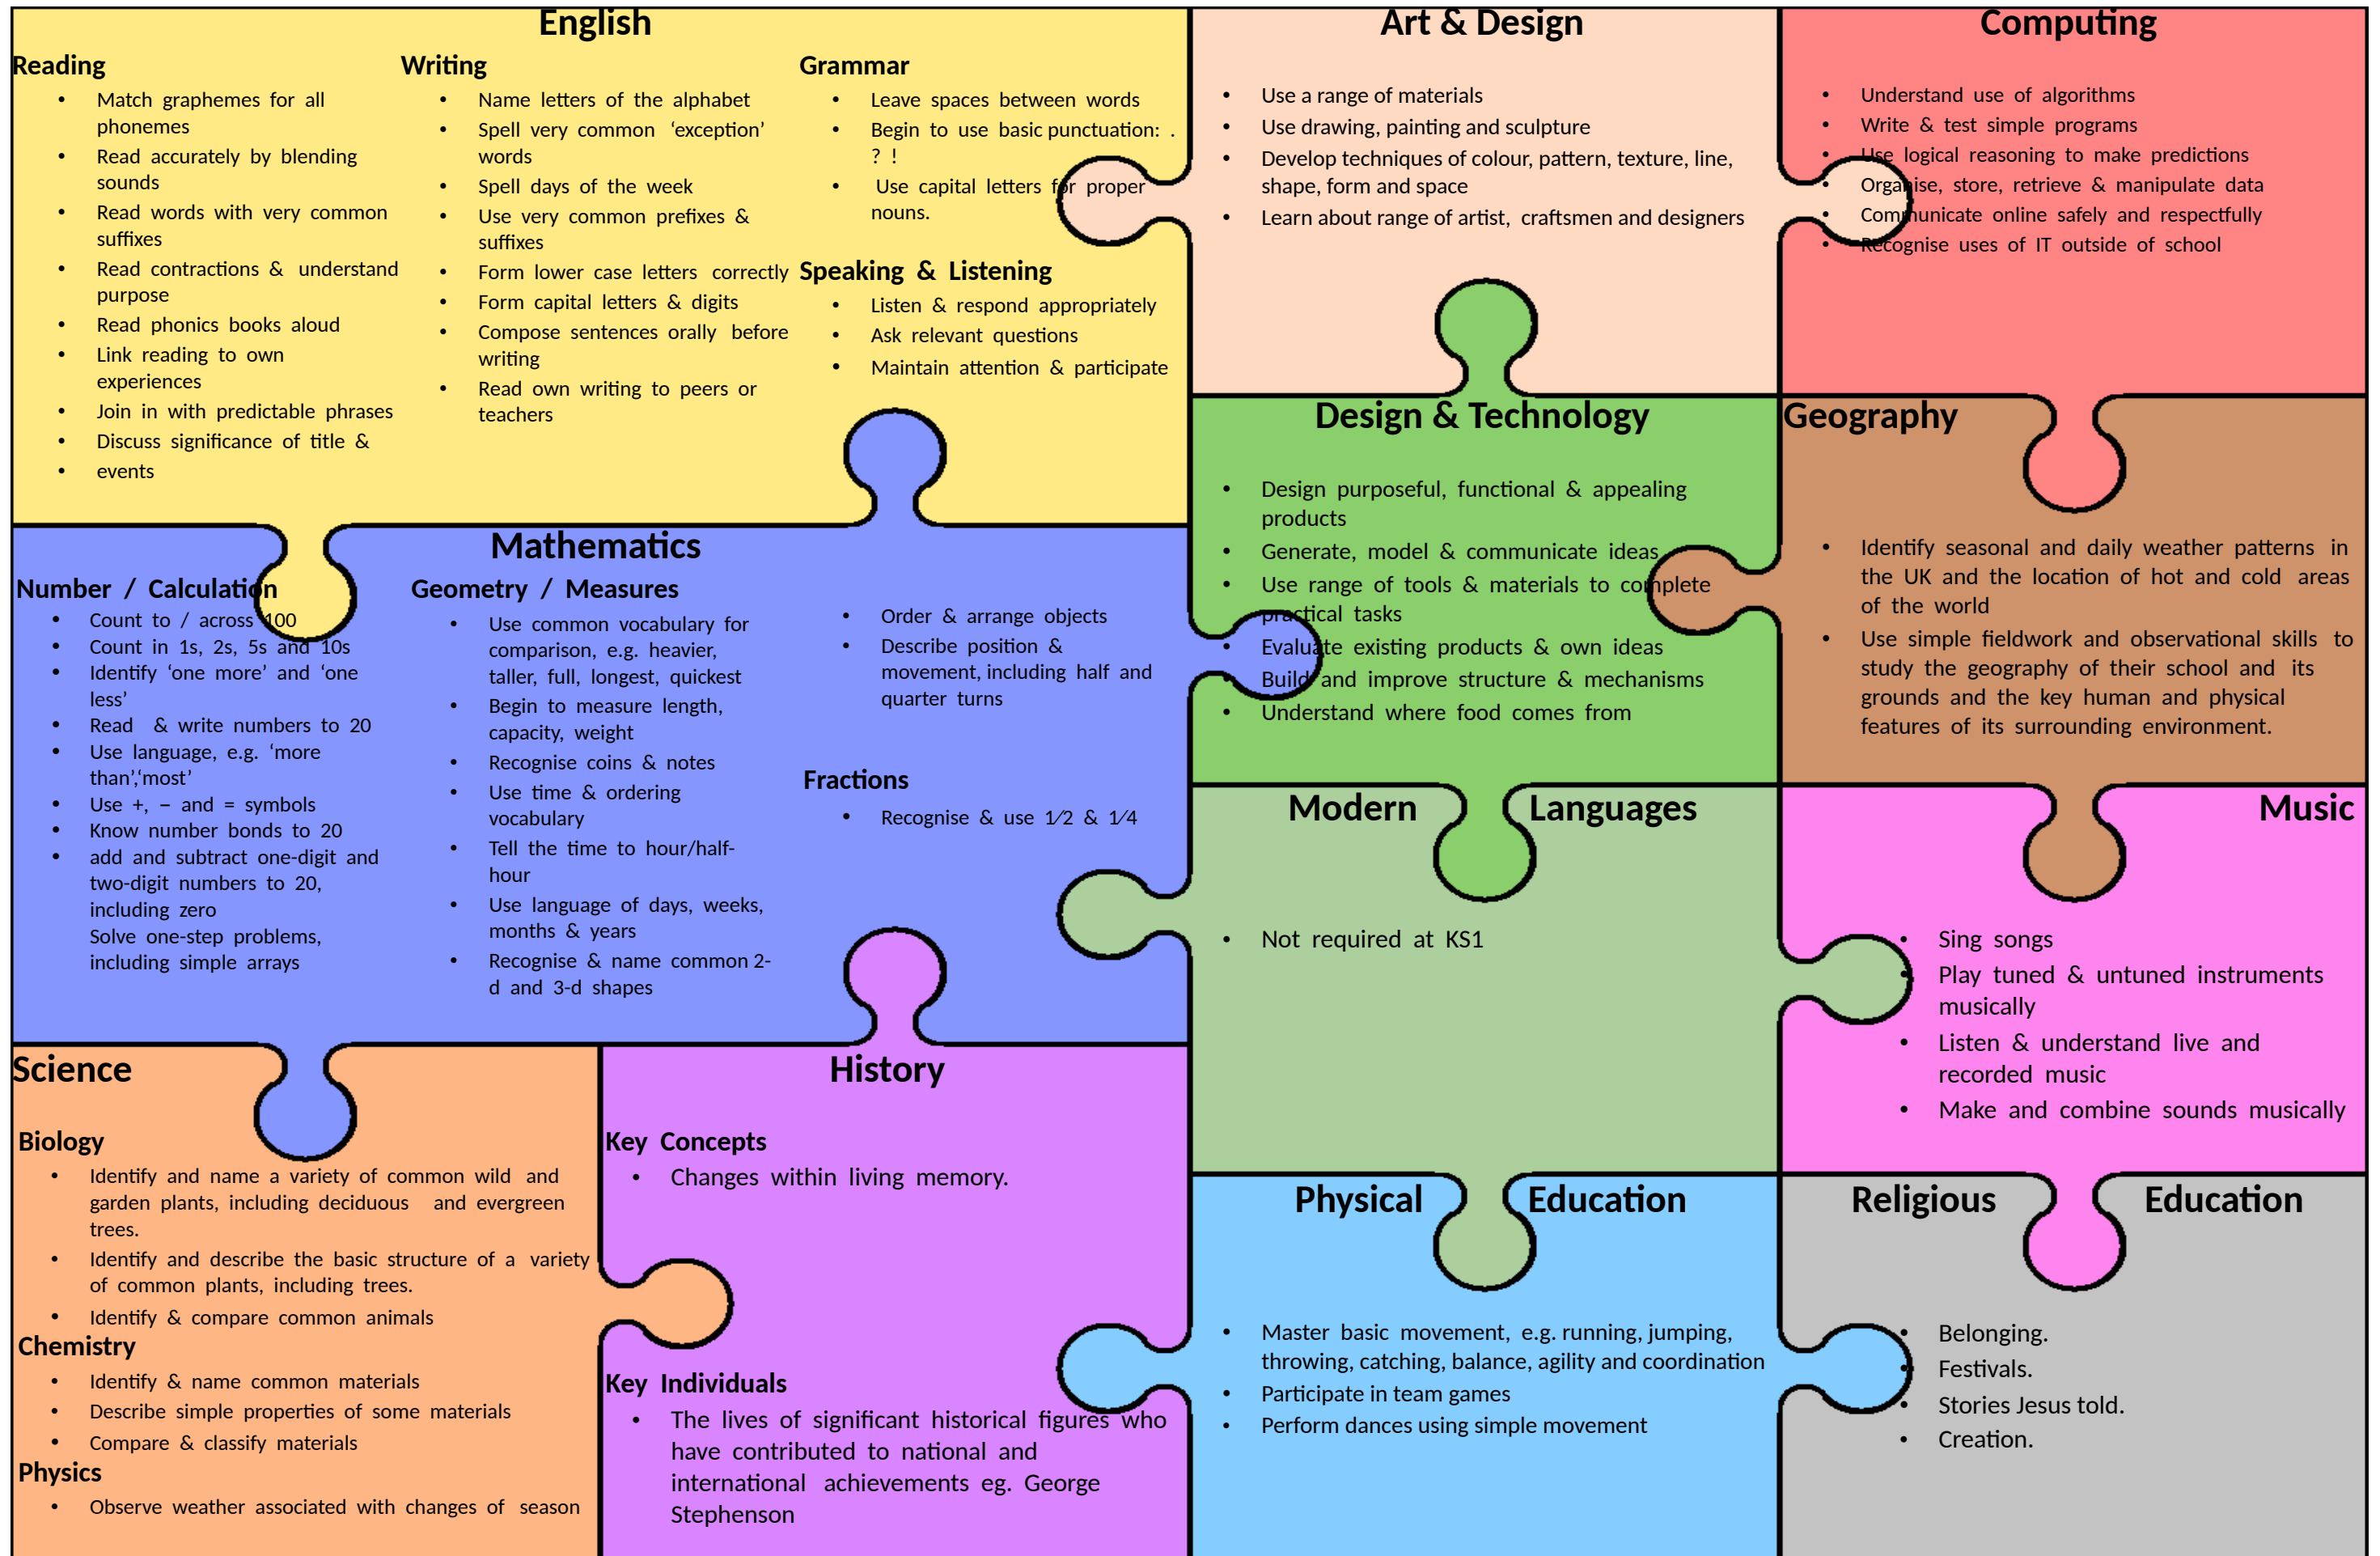 English
Reading
• Match graphemes for all
phonemes
• Read accurately by blending
sounds
• Read words with very common
suffixes
• Read contractions & understand
purpose
• Read phonics books aloud
• Link reading to own
experiences
• Join in with predictable phrases
• Discuss significance of title &
• events
Writing
• Name letters of the alphabet
• Spell very common ‘exception’
words
• Spell days of the week
• Use very common prefixes &
suffixes
• Form lower case letters correctly
• Form capital letters & digits
• Compose sentences orally before
writing
• Read own writing to peers or
teachers
Grammar
• Leave spaces between words
• Begin to use basic punctuation: .
? !
• Use capital letters for proper
nouns.
Speaking & Listening
• Listen & respond appropriately
• Ask relevant questions
• Maintain attention & participate
Art & Design
• Use a range of materials
• Use drawing, painting and sculpture
• Develop techniques of colour, pattern, texture, line,
shape, form and space
• Learn about range of artist, craftsmen and designers
Computing
• Understand use of algorithms
• Write & test simple programs
• Use logical reasoning to make predictions
• Organise, store, retrieve & manipulate data
• Communicate online safely and respectfully
• Recognise uses of IT outside of school
Mathematics
Number / Calculation
• Count to / across 100
• Count in 1s, 2s, 5s and 10s
• Identify ‘one more’ and ‘one
less’
• Read & write numbers to 20
• Use language, e.g. ‘more
than’,‘most’
• Use +, – and = symbols
• Know number bonds to 20
• add and subtract one-digit and
two-digit numbers to 20,
including zero
Solve one-step problems,
including simple arrays
Geometry / Measures
• Use common vocabulary for
comparison, e.g. heavier,
taller, full, longest, quickest
• Begin to measure length,
capacity, weight
• Recognise coins & notes
• Use time & ordering
vocabulary
• Tell the time to hour/half-
hour
• Use language of days, weeks,
months & years
• Recognise & name common 2-
d and 3-d shapes
• Order & arrange objects
• Describe position &
movement, including half and
quarter turns
Fractions
• Recognise & use 1⁄2 & 1⁄4
Design & Technology
• Design purposeful, functional & appealing
products
• Generate, model & communicate ideas
• Use range of tools & materials to complete
practical tasks
• Evaluate existing products & own ideas
• Build and improve structure & mechanisms
• Understand where food comes from
Geography
• Identify seasonal and daily weather patterns in
the UK and the location of hot and cold areas
of the world
• Use simple fieldwork and observational skills to
study the geography of their school and its
grounds and the key human and physical
features of its surrounding environment.
Modern Languages
• Not required at KS1
Music
• Sing songs
• Play tuned & untuned instruments
musically
• Listen & understand live and
recorded music
• Make and combine sounds musically
Science
Biology
• Identify and name a variety of common wild and
garden plants, including deciduous and evergreen
trees.
• Identify and describe the basic structure of a variety
of common plants, including trees.
• Identify & compare common animals
Chemistry
• Identify & name common materials
• Describe simple properties of some materials
• Compare & classify materials
Physics
• Observe weather associated with changes of season
History
Key Concepts
• Changes within living memory.
Key Individuals
• The lives of significant historical figures who
have contributed to national and
international achievements eg. George
Stephenson
Physical Education
• Master basic movement, e.g. running, jumping,
throwing, catching, balance, agility and coordination
• Participate in team games
• Perform dances using simple movement
Religious Education
• Belonging.
• Festivals.
• Stories Jesus told.
• Creation.